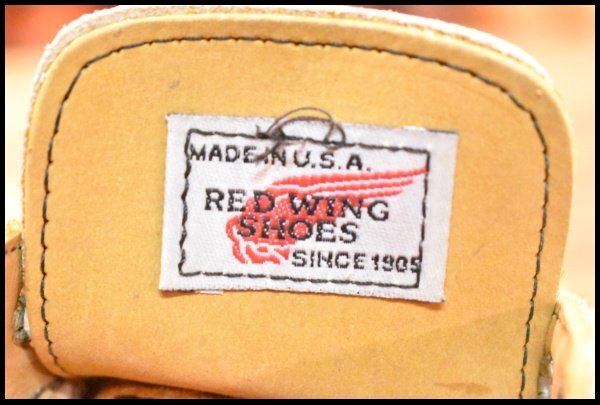 MADE IN U.S.A.
RED WING
SHOES
SINCE 1905